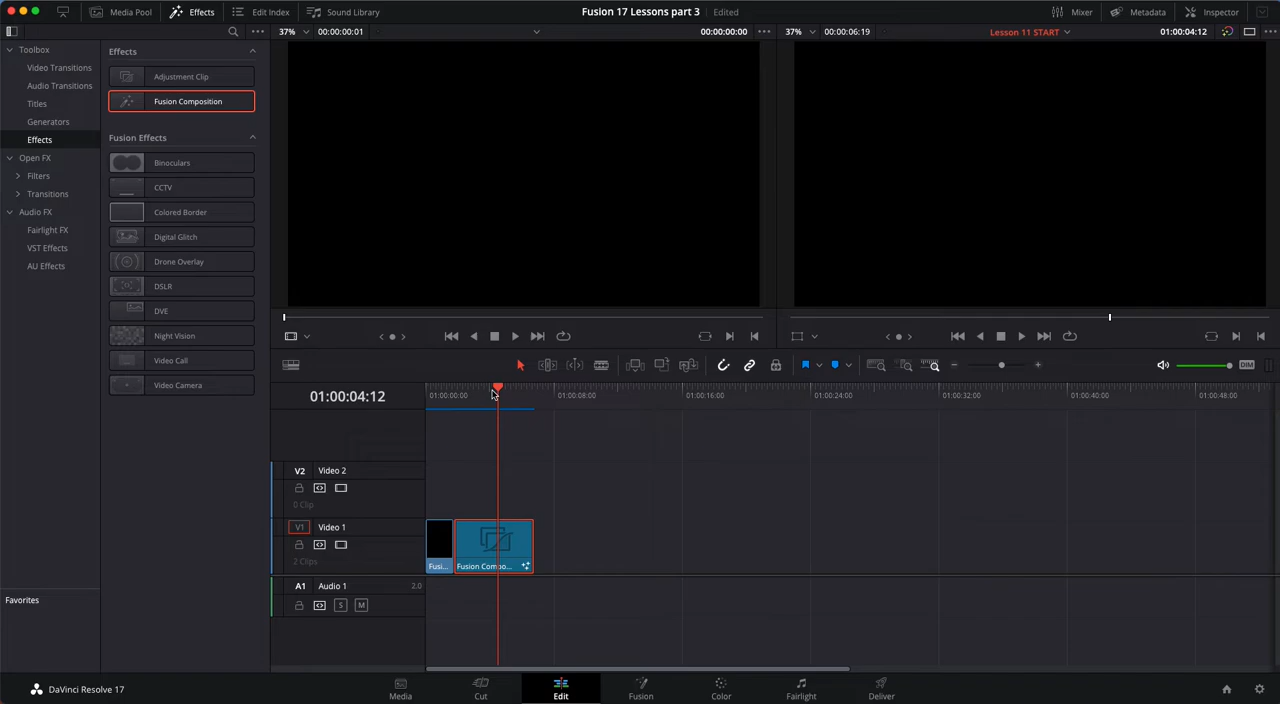 Media Pool
Effects
Edit Index
Sound Library
Fusion 17 Lessons part 3
Edited
Mixer
Metadata
Inspector
37%
00:00:00:01
00:00:00:00
37%
00:00:06:19
Lesson 11 START
01:00:04:12
Toolbox
Video Transitions
Audio Transitions
Titles
Generators
Effects
Open FX
Filters
Transitions
Audio FX
Fairlight FX
VST Effects
AU Effects
Favorites
Effects
Adjustment Clip
Fusion Composition
Fusion Effects
Binoculars
CCTV
Colored Border
Digital Glitch
Drone Overlay
DSLR
DVE
Night Vision
Video Call
Video Camera
DIM
01:00:04:12
01:00:00:00
01:00:08:00
01:00:16:00
01:00:24:00
01:00:32:00
01:00:40:00
01:00:48:00
V2 Video 2
0 Clip
V1 Video 1
2 Clips
Fusi...
Fusion Compo...
A1 Audio 1 2.0
S M
DaVinci Resolve 17
Media
Cut
Edit
Fusion
Color
Fairlight
Deliver